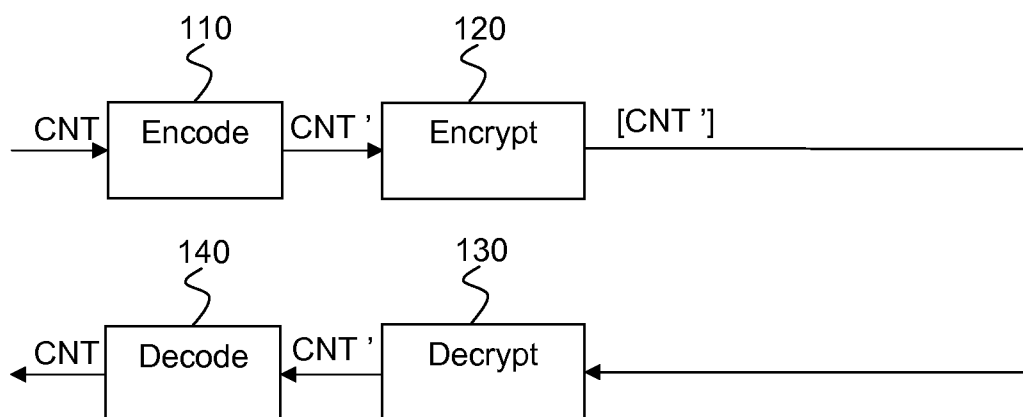 110
120
CNT
Encode
CNT '
Encrypt
[CNT ']
140
130
CNT
Decode
CNT '
Decrypt